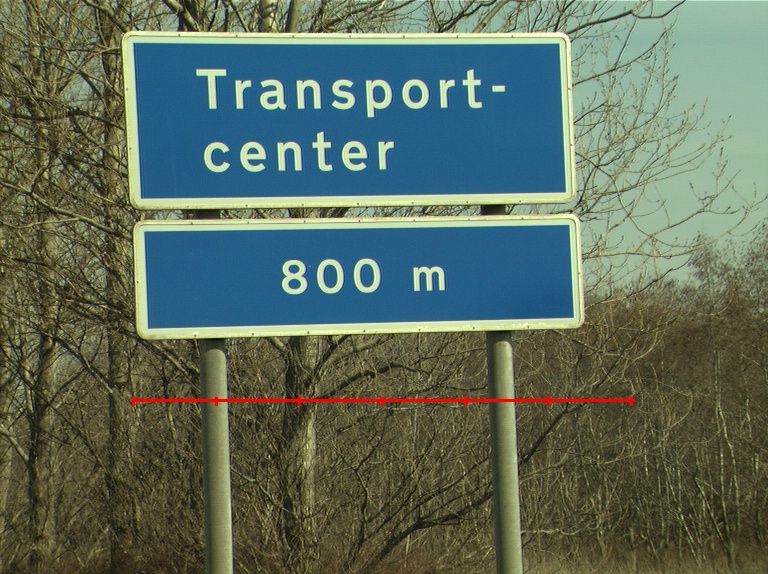 Transport-
center
800 m